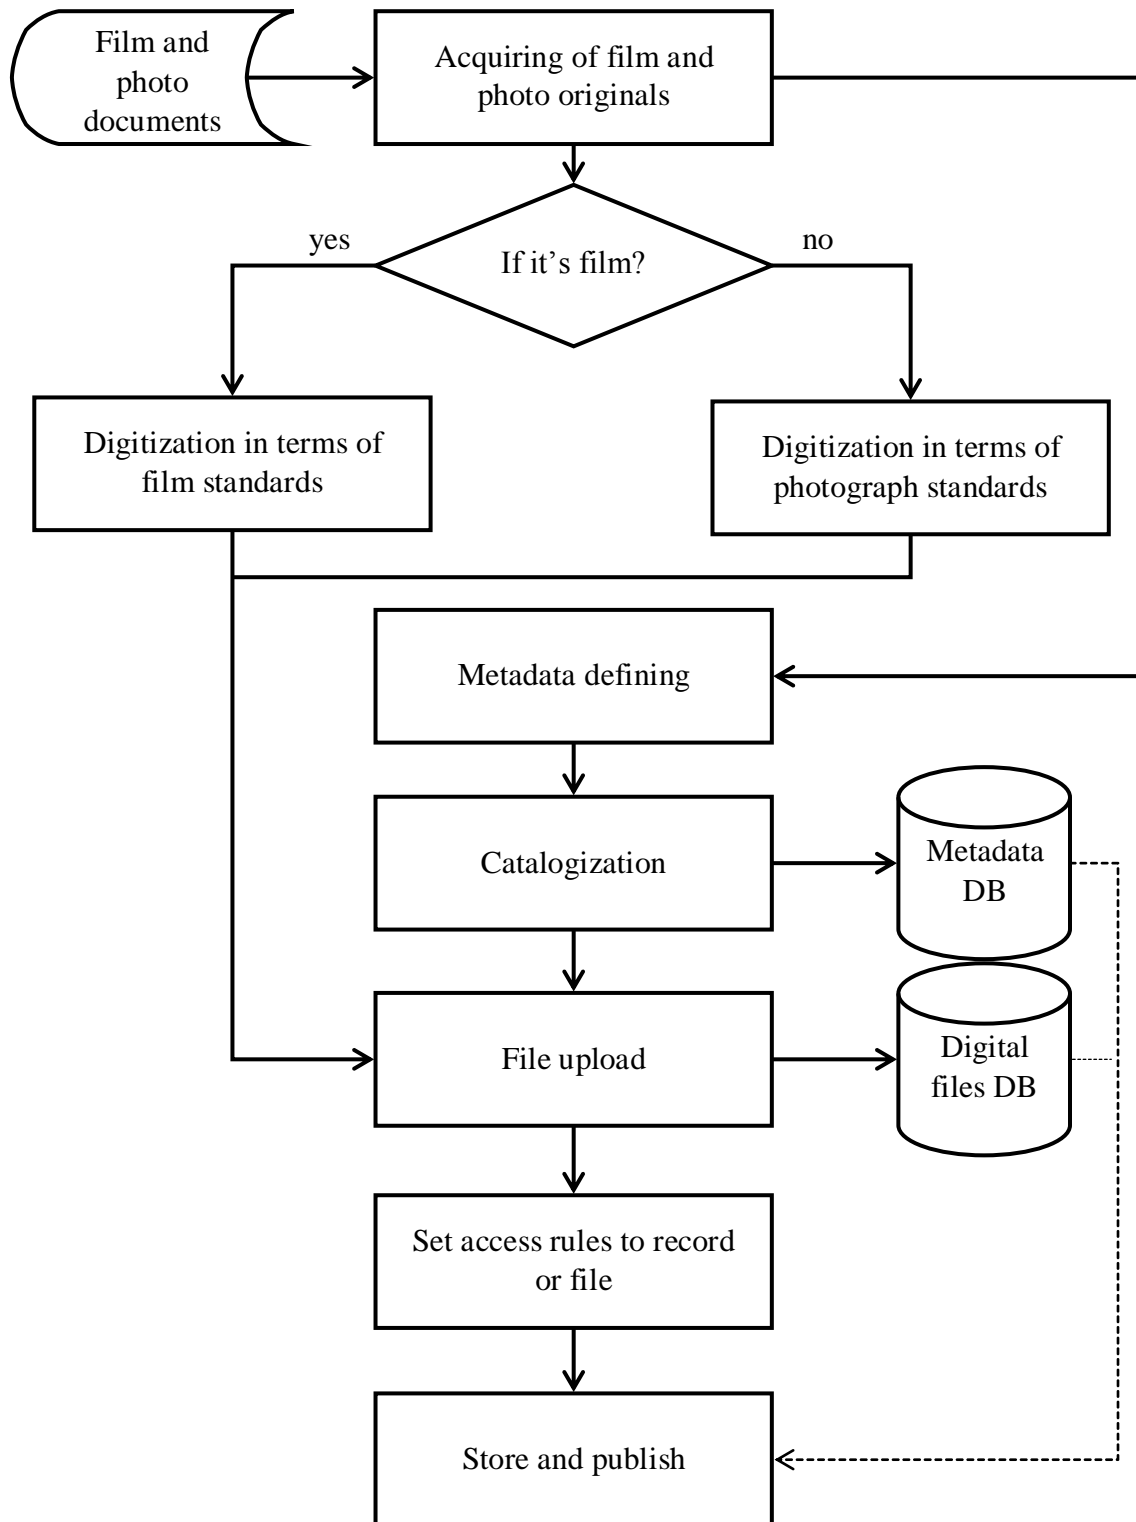 Film and
photo
documents
Acquiring of film and
photo originals
yes
If it’s film?
no
Digitization in terms of
film standards
Digitization in terms of
photograph standards
Metadata defining
Catalogization
Metadata
DB
File upload
Digital
files DB
Set access rules to record
or file
Store and publish